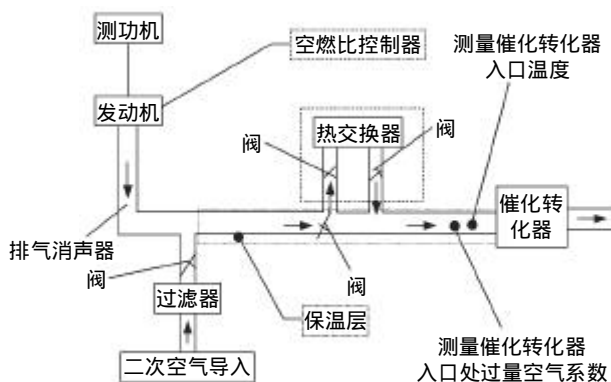 测功机
空燃比控制器
测量催化转化器
入口温度
发动机
热交换器
阀
阀
催化转
化器
排气消声器
阀
阀
过滤器
保温层
测量催化转化器
入口处过量空气系数
二次空气导入